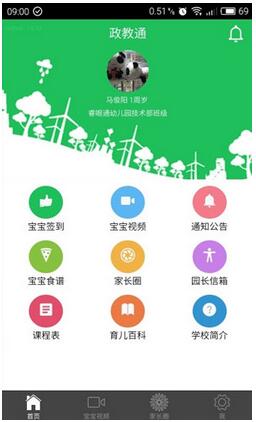 09:00 0.51 % 69
政教通
马俊阳 1周岁
睿眼通幼儿园技术部班级
宝宝签到 宝宝视频 通知公告
宝宝食谱 家长圈 园长信箱
课程表 育儿百科 学校简介
首页 宝宝视频 家长圈